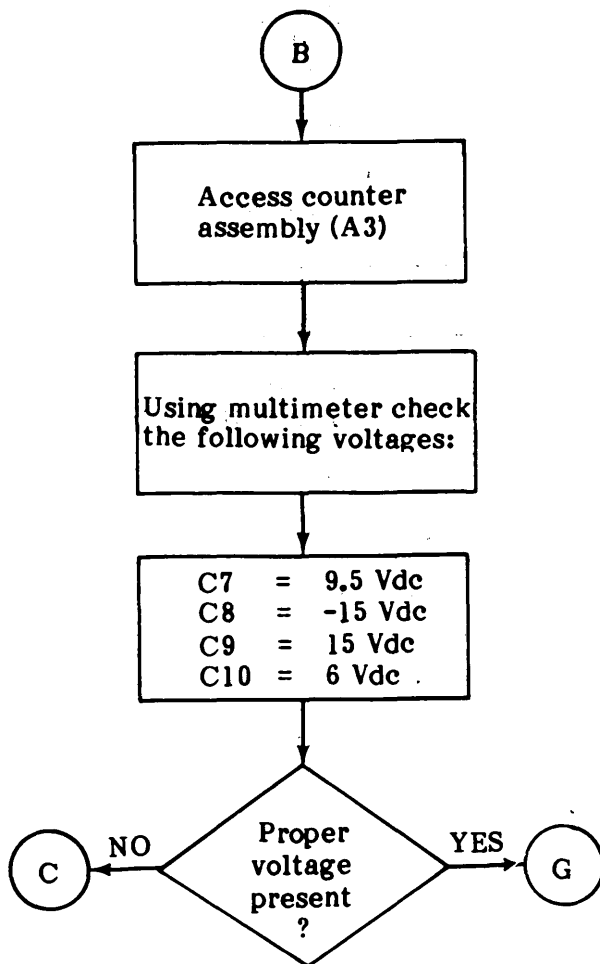 B
Access counter
assembly (A3)
Using multimeter check
the following voltages:
C7 = 9.5 Vdc
C8 = -15 Vdc
C9 = 15 Vdc
C10 = 6 Vdc
Proper
voltage
present
?
NO
C
YES
G